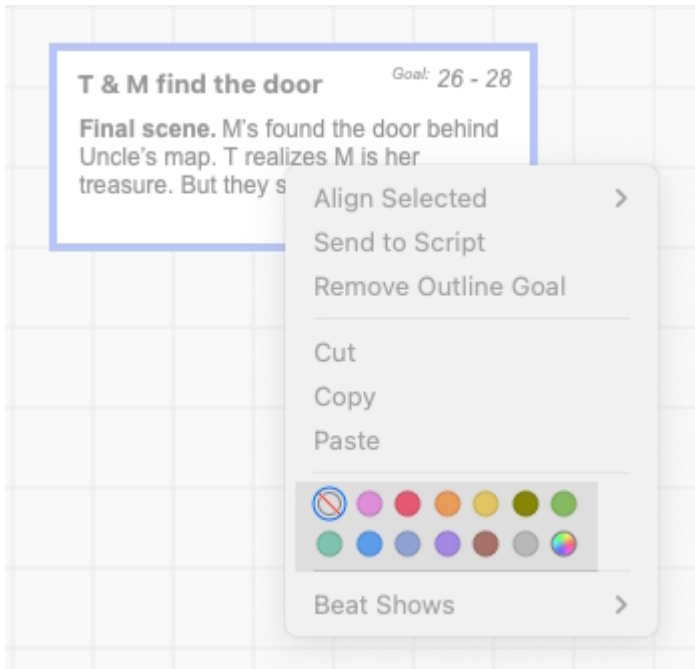 T & M find the door
Goal: 26 - 28
Final scene. M's found the door behind
Uncle's map. T realizes M is her
treasure. But they s
Align Selected
Send to Script
Remove Outline Goal
Cut
Copy
Paste
Beat Shows